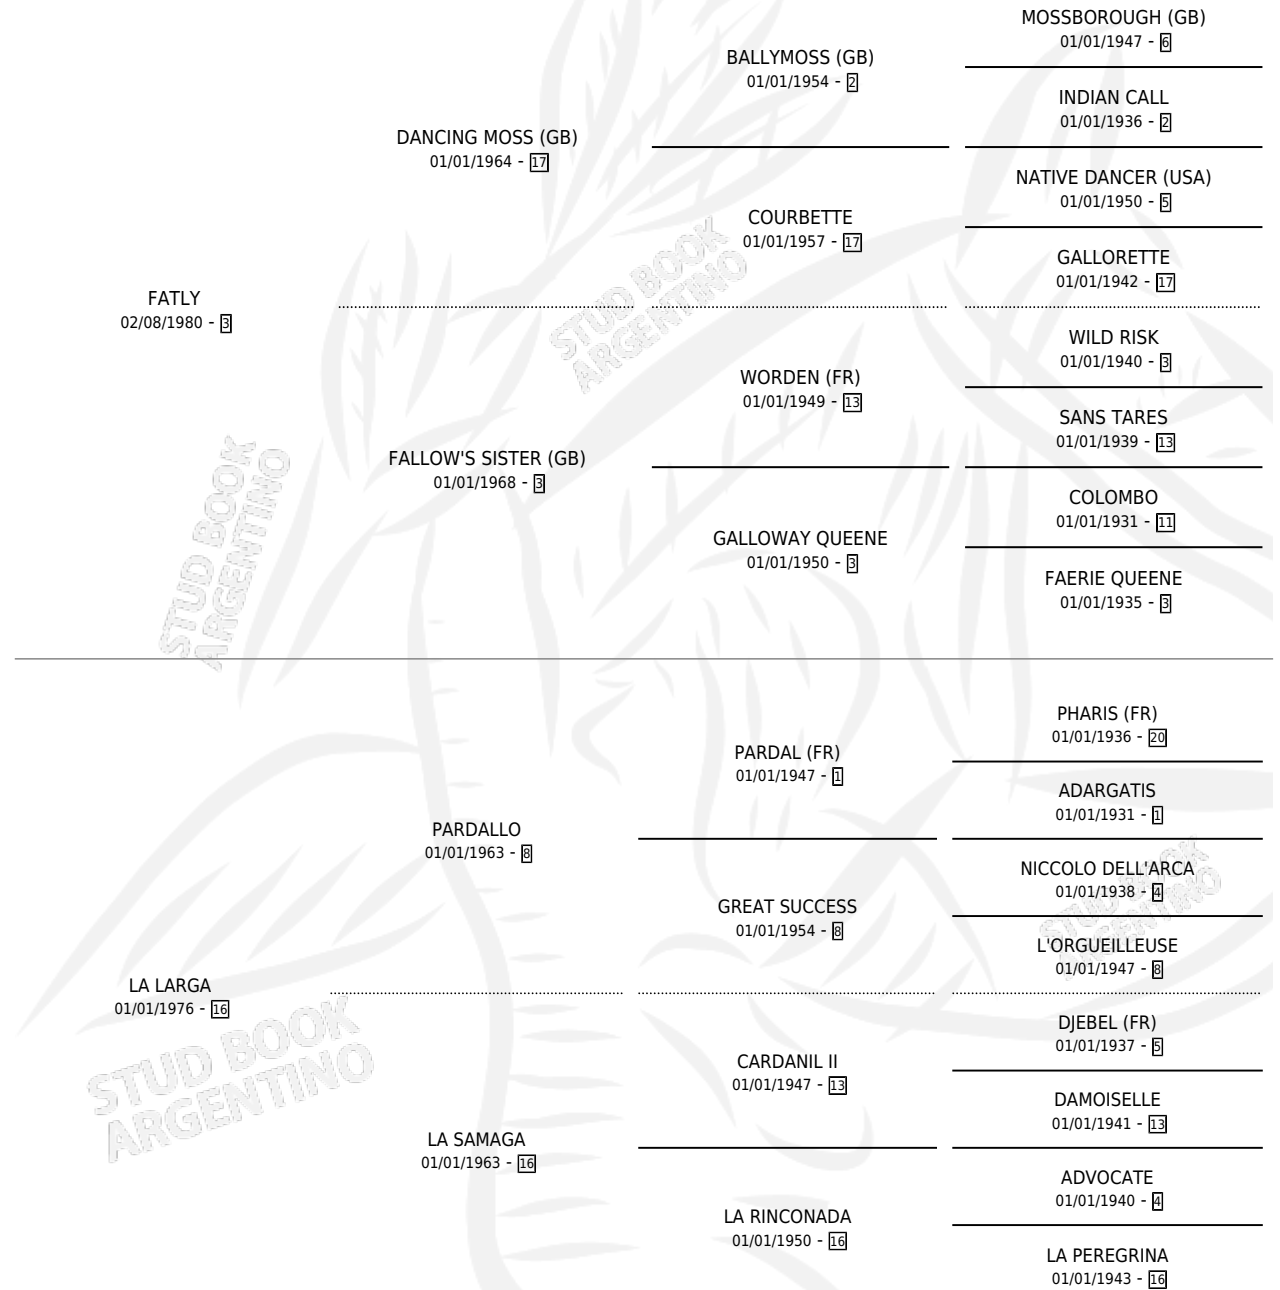 MOSSBOROUGH (GB)
01/01/1947 - 6
BALLYMOSS (GB)
01/01/1954 - 2
INDIAN CALL
01/01/1936 - 2
DANCING MOSS (GB)
01/01/1964 - 17
NATIVE DANCER (USA)
01/01/1950 - 5
COURBETTE
01/01/1957 - 17
GALLORETTE
01/01/1942 - 17
FATLY
02/08/1980 - 3
WILD RISK
01/01/1940 - 3
WORDEN (FR)
01/01/1949 - 13
SANS TARES
01/01/1939 - 13
FALLOW'S SISTER (GB)
01/01/1968 - 3
COLOMBO
01/01/1931 - 11
GALLOWAY QUEENE
01/01/1950 - 3
FAERIE QUEENE
01/01/1935 - 3
PHARIS (FR)
01/01/1936 - 20
PARDAL (FR)
01/01/1947 - 1
ADARGATIS
01/01/1931 - 1
PARDALLO
01/01/1963 - 8
NICCOLO DELL'ARCA
01/01/1938 - 4
GREAT SUCCESS
01/01/1954 - 8
L'ORGUEILLEUSE
01/01/1947 - 8
LA LARGA
01/01/1976 - 16
DJEBEL (FR)
01/01/1937 - 5
CARDANIL II
01/01/1947 - 13
DAMOISELLE
01/01/1941 - 13
LA SAMAGA
01/01/1963 - 16
ADVOCATE
01/01/1940 - 4
LA RINCONADA
01/01/1950 - 16
LA PEREGRINA
01/01/1943 - 16
STUD BOOK
ARGENTINO
STUD BOOK
ARGENTINO
STUD BOOK
ARGENTINO
STUD BOOK
ARGENTINO